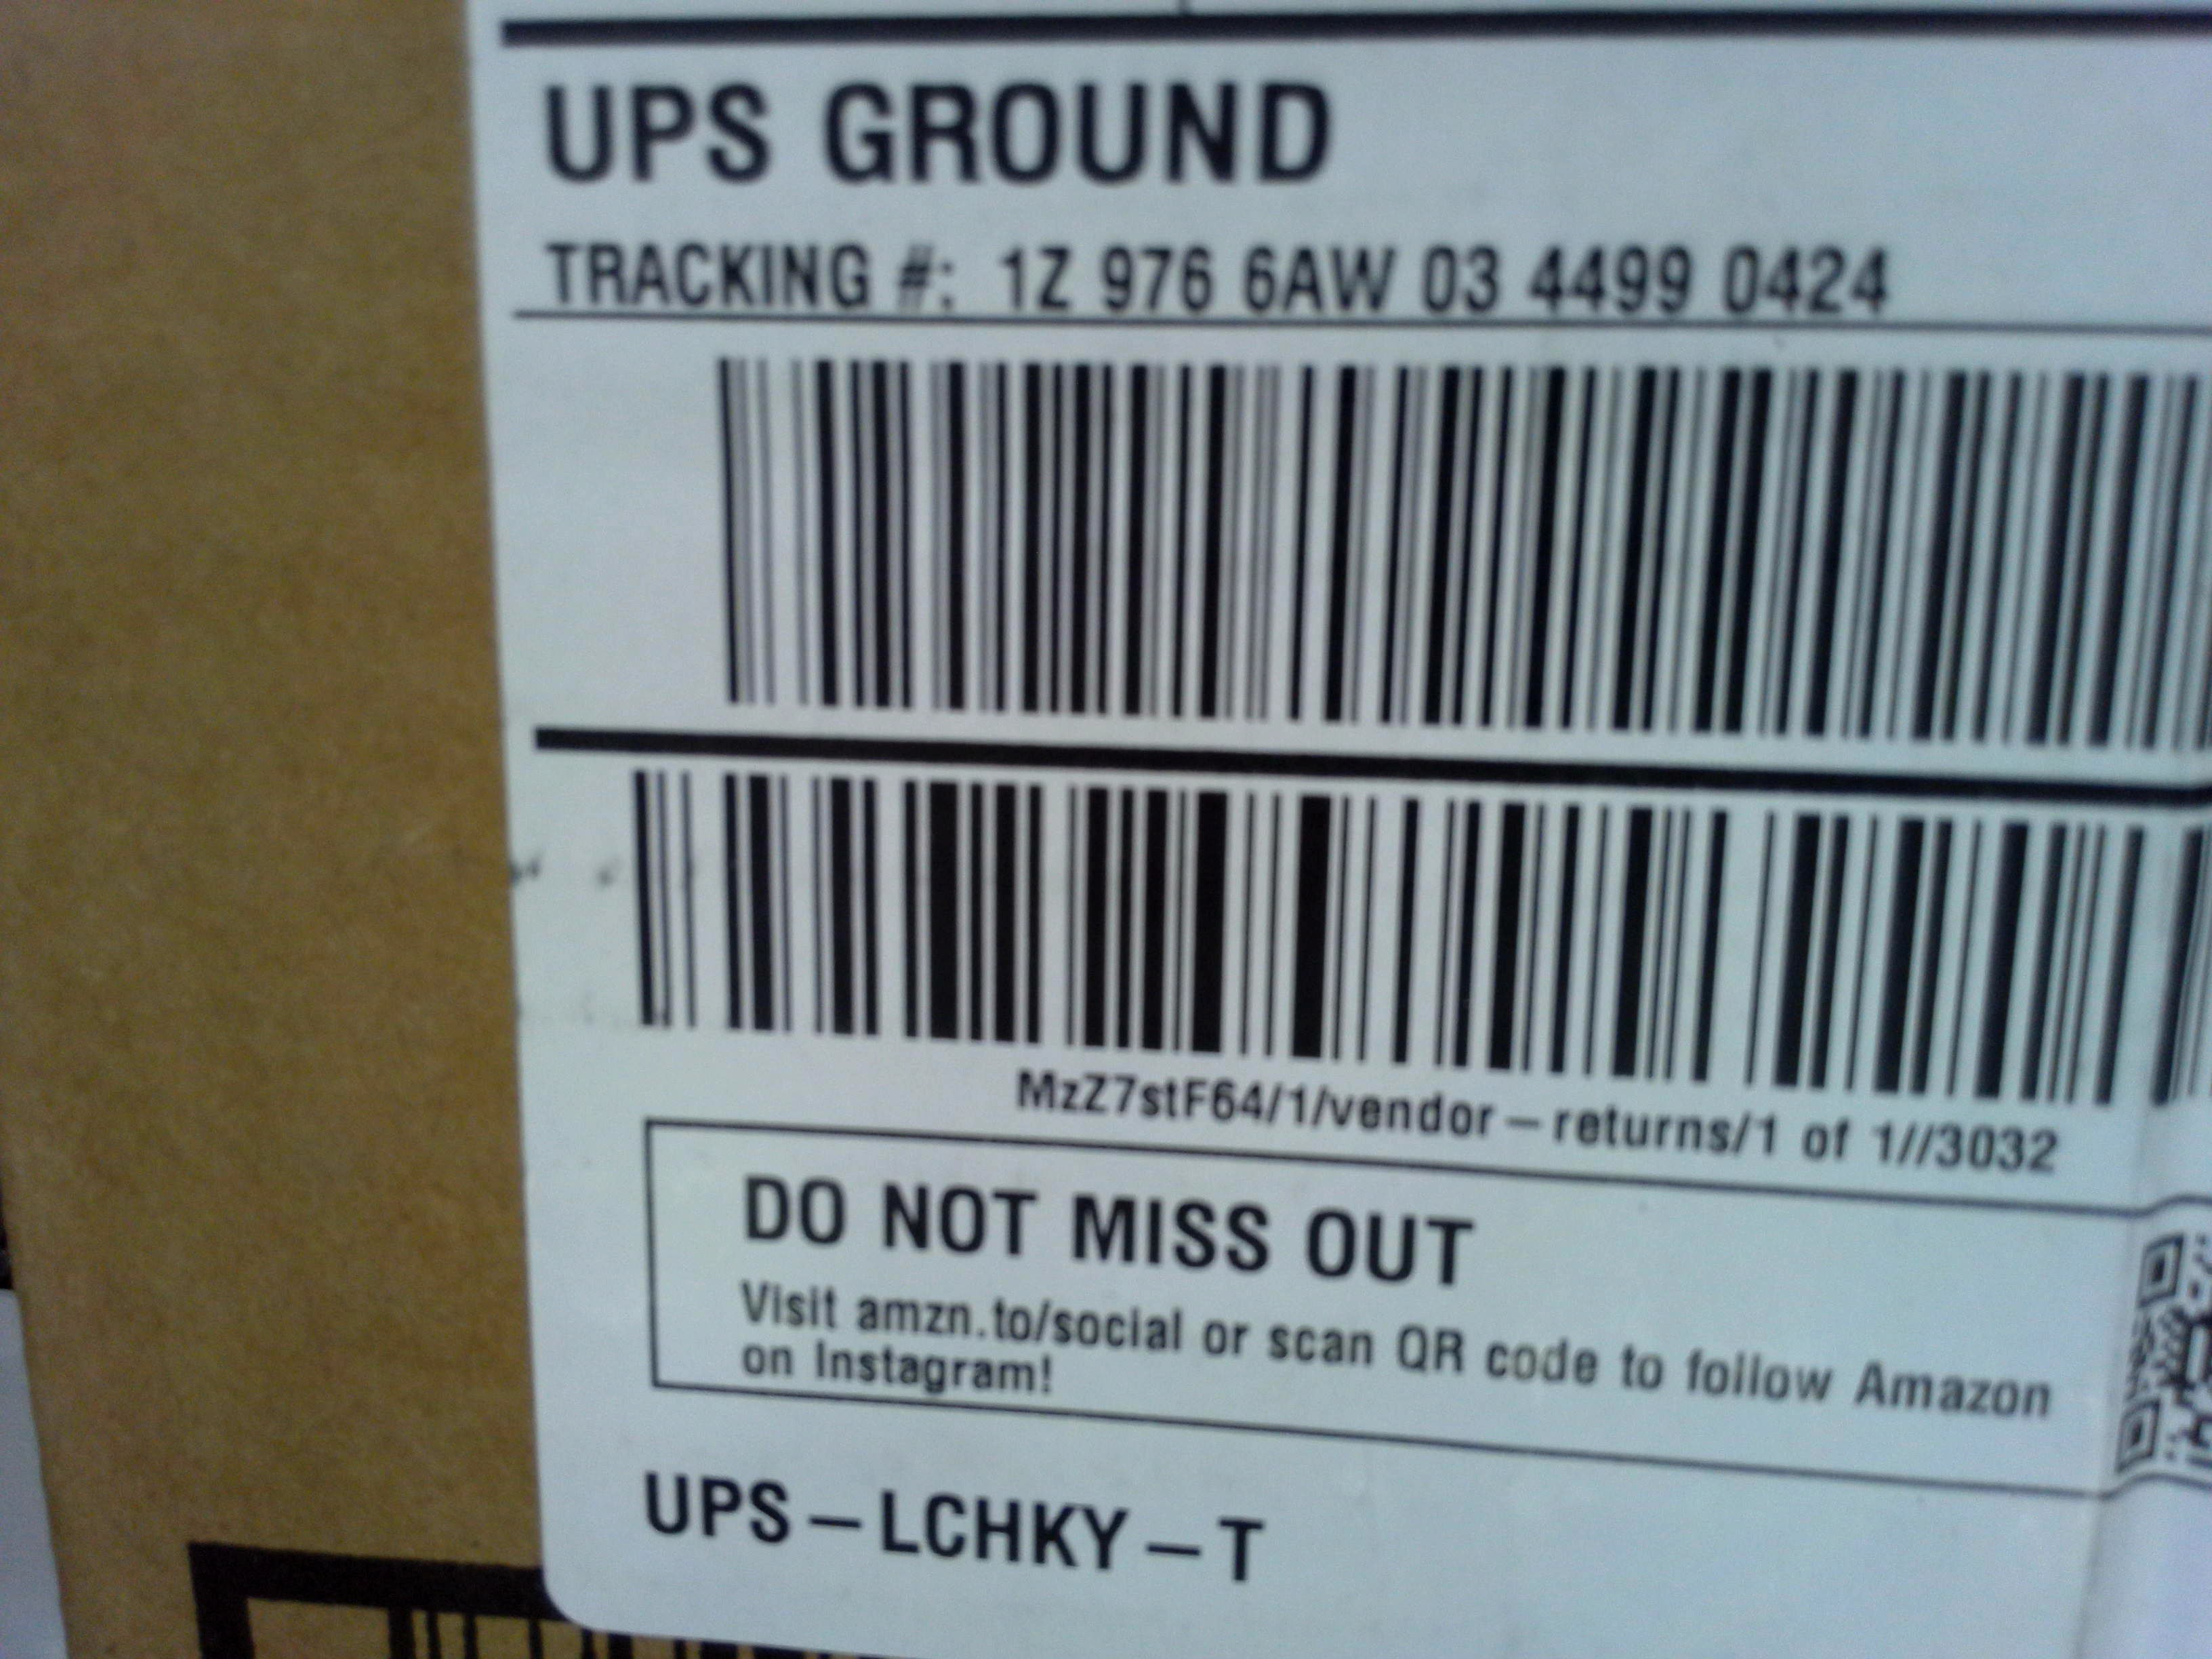 UPS GROUND
TRACKING #: 1Z 976 6AW 03 4499 0424
MzZ7stF64/1/vendor-returns/1 of 1//3032
DO NOT MISS OUT
Visit amzn.to/social or scan QR code to follow Amazon
on Instagram!
UPS-LCHKY-T